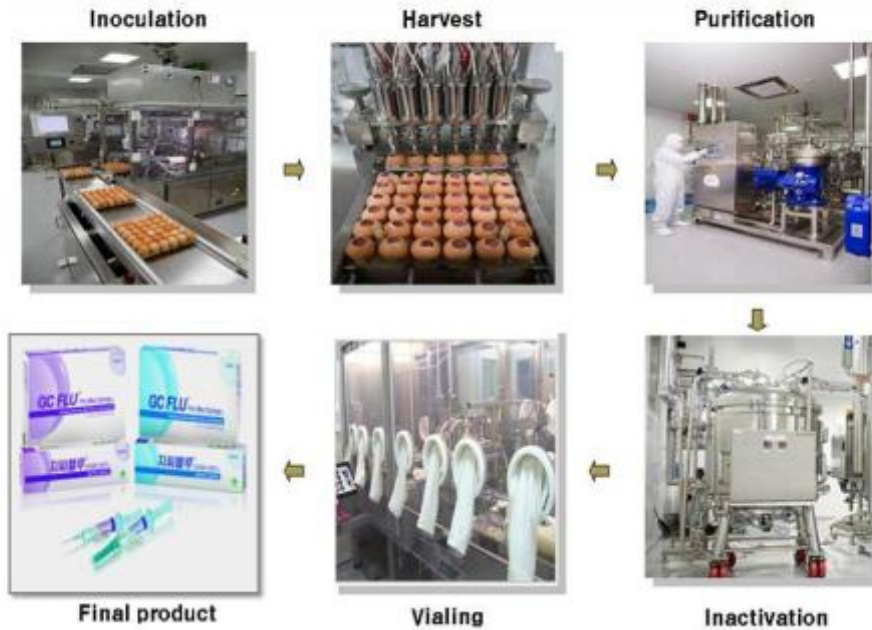 Inoculation
Harvest
Purification
GC FLU
GC FLU
지씨플루
지씨플루
Final product
Vialing
Inactivation